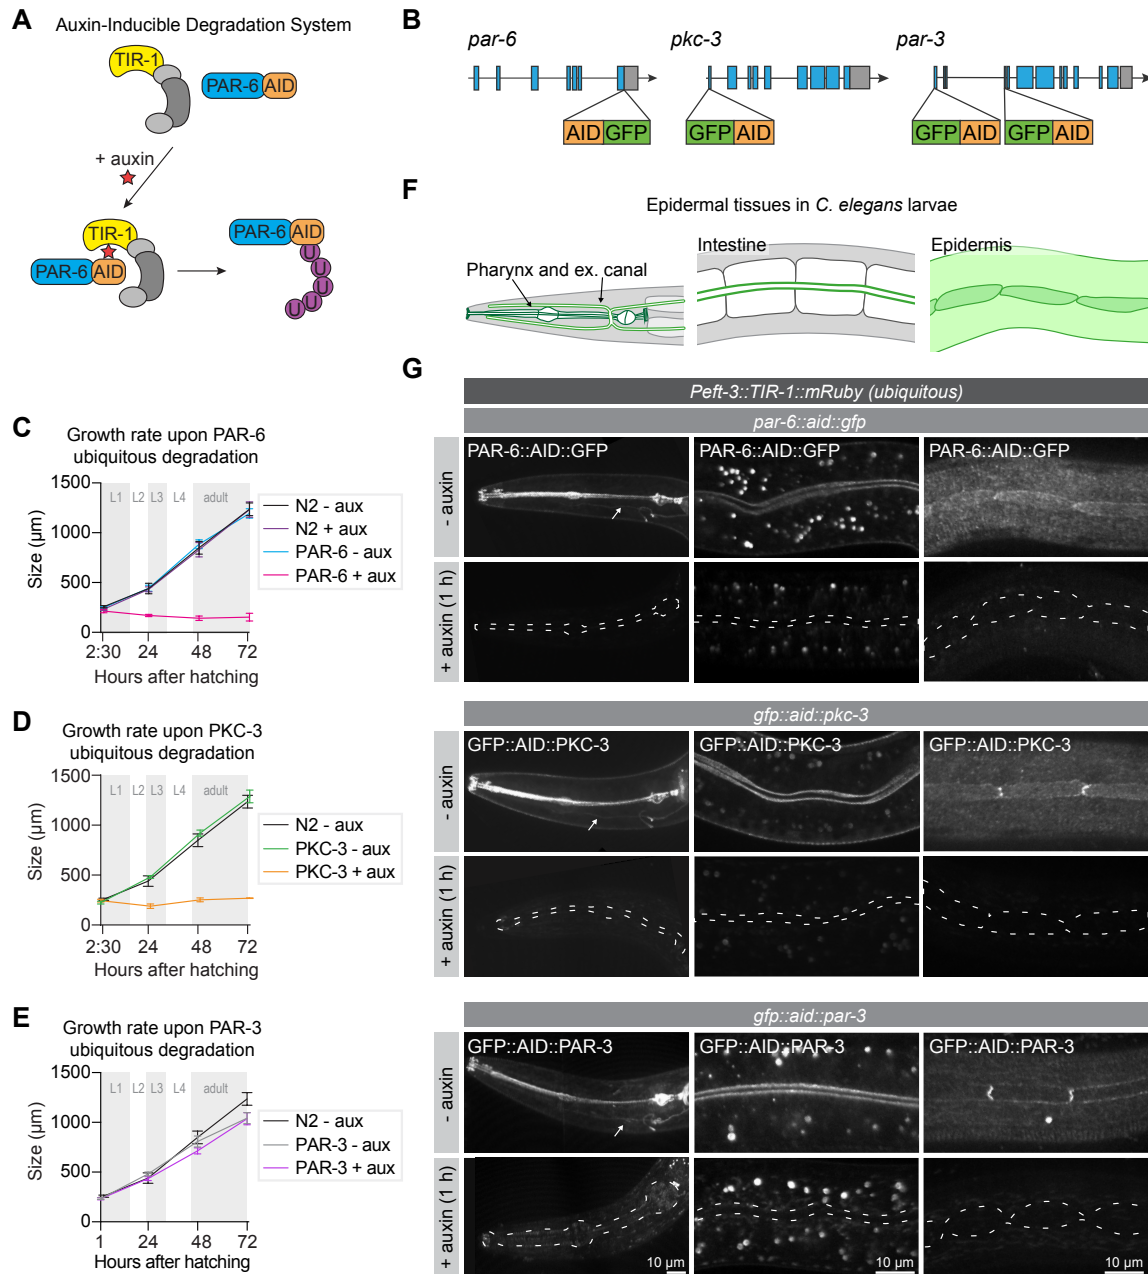 A
Auxin-Inducible Degradation System
TIR-1
PAR-6 AID
+ auxin
TIR-1
PAR-6 AID
PAR-6 AID
U
U
U
U U
B
par-6
pkc-3
par-3
AID GFP
GFP AID
GFP AID
GFP AID
F
Epidermal tissues in C. elegans larvae
Pharynx and ex. canal
Intestine
Epidermis
C
Growth rate upon PAR-6
ubiquitous degradation
1500
1000
500
0
Size (µm)
L1 L2 L3 L4 adult
2:30 24 48 72
Hours after hatching
N2 - aux
N2 + aux
PAR-6 - aux
PAR-6 + aux
D
Growth rate upon PKC-3
ubiquitous degradation
1500
1000
500
0
Size (µm)
L1 L2 L3 L4 adult
2:30 24 48 72
Hours after hatching
N2 - aux
PKC-3 - aux
PKC-3 + aux
E
Growth rate upon PAR-3
ubiquitous degradation
1500
1000
500
0
Size (µm)
L1 L2 L3 L4 adult
1 24 48 72
Hours after hatching
N2 - aux
PAR-3 - aux
PAR-3 + aux
G
Peft-3::TIR-1::mRuby (ubiquitous)
par-6::aid::gfp
- auxin
PAR-6::AID::GFP
PAR-6::AID::GFP
PAR-6::AID::GFP
+ auxin (1 h)
gfp::aid::pkc-3
- auxin
GFP::AID::PKC-3
GFP::AID::PKC-3
GFP::AID::PKC-3
+ auxin (1 h)
gfp::aid::par-3
- auxin
GFP::AID::PAR-3
GFP::AID::PAR-3
GFP::AID::PAR-3
+ auxin (1 h)
10 µm
10 µm
10 µm